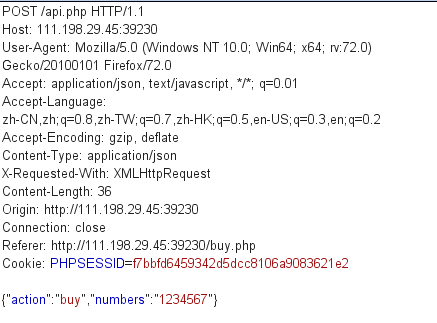 POST /api.php HTTP/1.1
Host: 111.198.29.45:39230
User-Agent: Mozilla/5.0 (Windows NT 10.0; Win64; x64; rv:72.0)
Gecko/20100101 Firefox/72.0
Accept: application/json, text/javascript, */*; q=0.01
Accept-Language:
zh-CN,zh;q=0.8,zh-TW;q=0.7,zh-HK;q=0.5,en-US;q=0.3,en;q=0.2
Accept-Encoding: gzip, deflate
Content-Type: application/json
X-Requested-With: XMLHttpRequest
Content-Length: 36
Origin: http://111.198.29.45:39230
Connection: close
Referer: http://111.198.29.45:39230/buy.php
Cookie: PHPSESSID=f7bbfd6459342d5dcc8106a9083621e2
{"action":"buy","numbers":"1234567"}